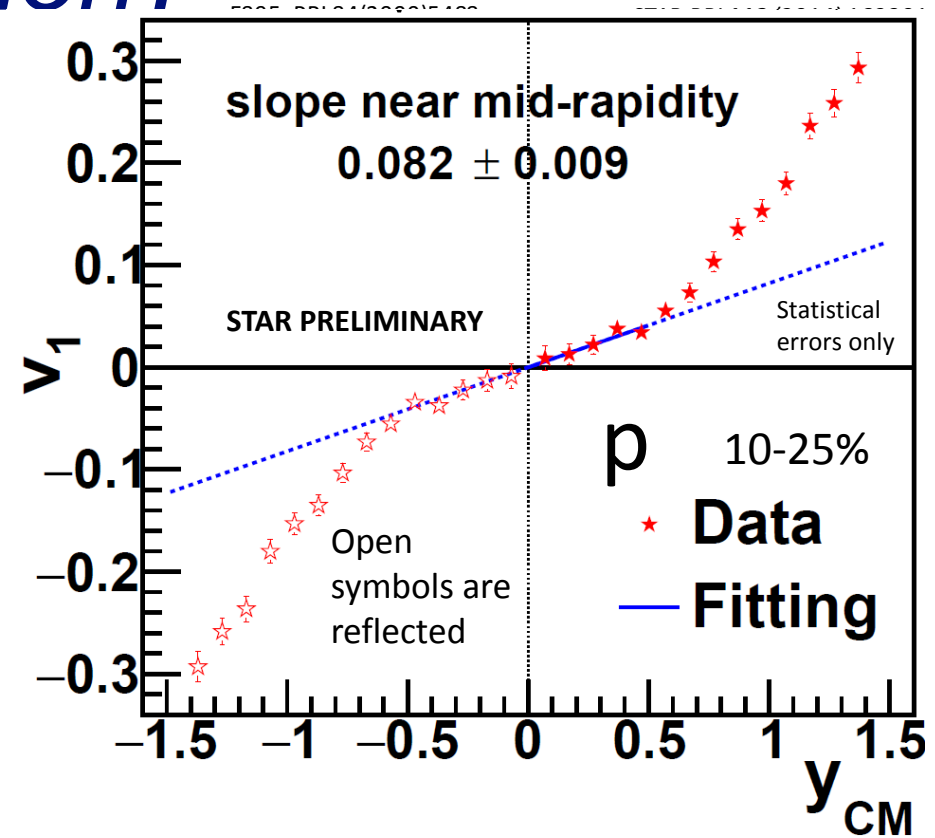 0.3
slope near mid-rapidity
0.2
0.082 ± 0.009
0.1
STAR PRELIMINARY
Statistical
errors only
v1
0
p 10-25%
−0.1
Data
Open
−0.2
symbols are
Fitting
reflected
−0.3
−1.5 −1 −0.5 0 0.5 1 1.5
yCM